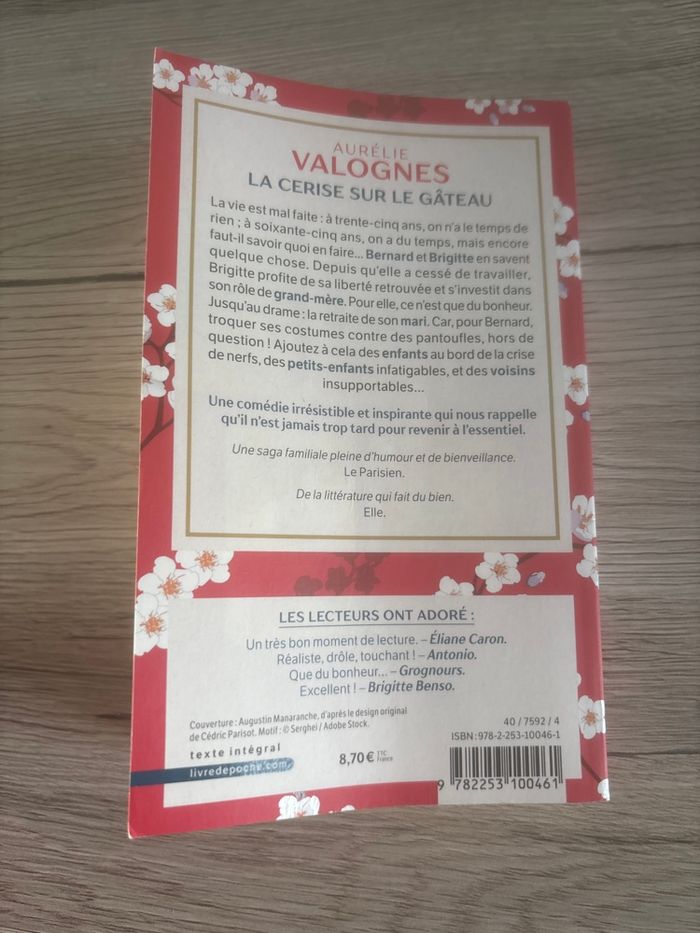 AURÉLIE
VALOGNES
LA CERISE SUR LE GÂTEAU
La vie est mal faite : à trente-cinq ans, on n'a le temps de
rien ; à soixante-cinq ans, on a du temps, mais encore
faut-il savoir quoi en faire... Bernard et Brigitte en savent
quelque chose. Depuis qu'elle a cessé de travailler,
Brigitte profite de sa liberté retrouvée et s'investit dans
son rôle de grand-mère. Pour elle, ce n'est que du bonheur.
Jusqu'au drame : la retraite de son mari. Car, pour Bernard,
troquer ses costumes contre des pantoufles, hors de
question ! Ajoutez à cela des enfants au bord de la crise
de nerfs, des petits-enfants infatigables, et des voisins
insupportables...
Une comédie irrésistible et inspirante qui nous rappelle
qu'il n'est jamais trop tard pour revenir à l'essentiel.
Une saga familiale pleine d'humour et de bienveillance.
Le Parisien.
De la littérature qui fait du bien.
Elle.
LES LECTEURS ONT ADORÉ :
Un très bon moment de lecture. – Éliane Caron.
Réaliste, drôle, touchant ! – Antonio.
Que du bonheur... – Grognours.
Excellent ! – Brigitte Benso.
Couverture : Augustin Manaranche, d'après le design original
de Cédric Parisot. Motif : © Serghei / Adobe Stock.
texte intégral
livredepoche.com
8,70 € TTC France
40 / 7592 / 4
ISBN : 978-2-253-10046-1
9 782253 100461